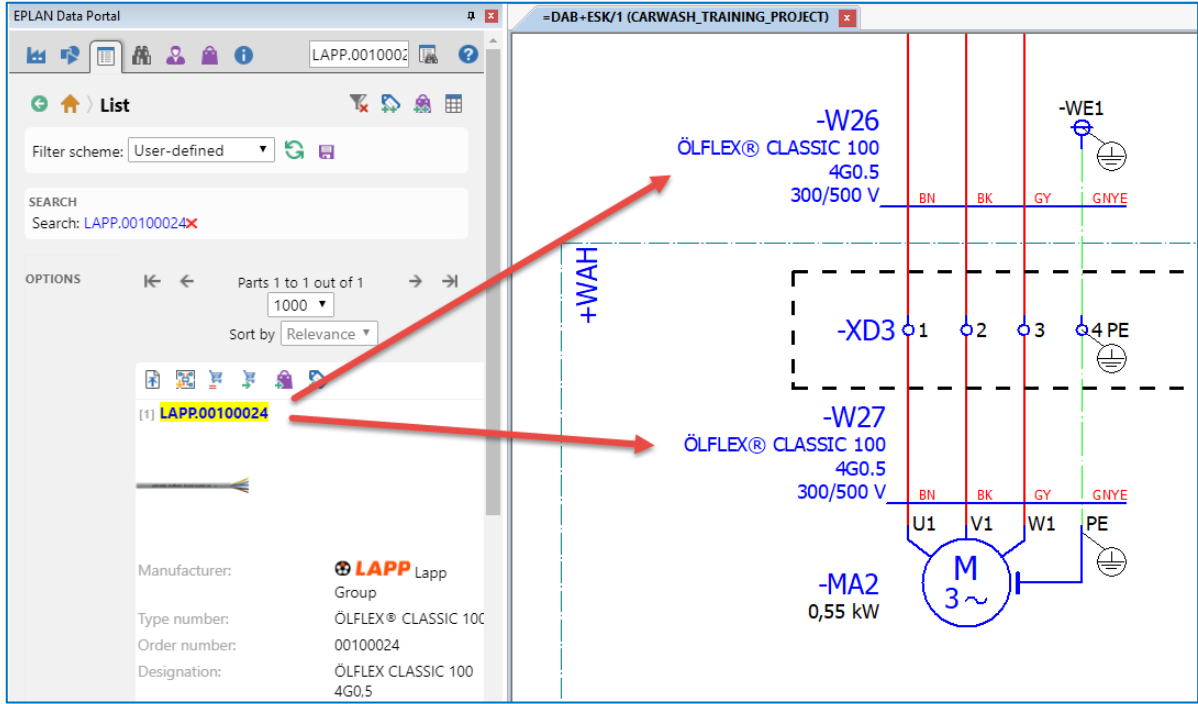 EPLAN Data Portal
LAPP.0010002
List
Filter scheme: User-defined
SEARCH
Search: LAPP.00100024
OPTIONS
Parts 1 to 1 out of 1
1000
Sort by Relevance
[1] LAPP.00100024
Manufacturer: LAPP Lapp
Group
Type number: ÖLFLEX® CLASSIC 100
Order number: 00100024
Designation: ÖLFLEX CLASSIC 100
4G0,5
=DAB+ESK/1 (CARWASH_TRAINING_PROJECT)
-WE1
-W26
ÖLFLEX® CLASSIC 100
4G0.5
300/500 V
BN BK GY GNYE
+WAH
-XD3 1 2 3 4 PE
-W27
ÖLFLEX® CLASSIC 100
4G0.5
300/500 V
BN BK GY GNYE
U1 V1 W1 PE
M
3~
-MA2
0,55 kW